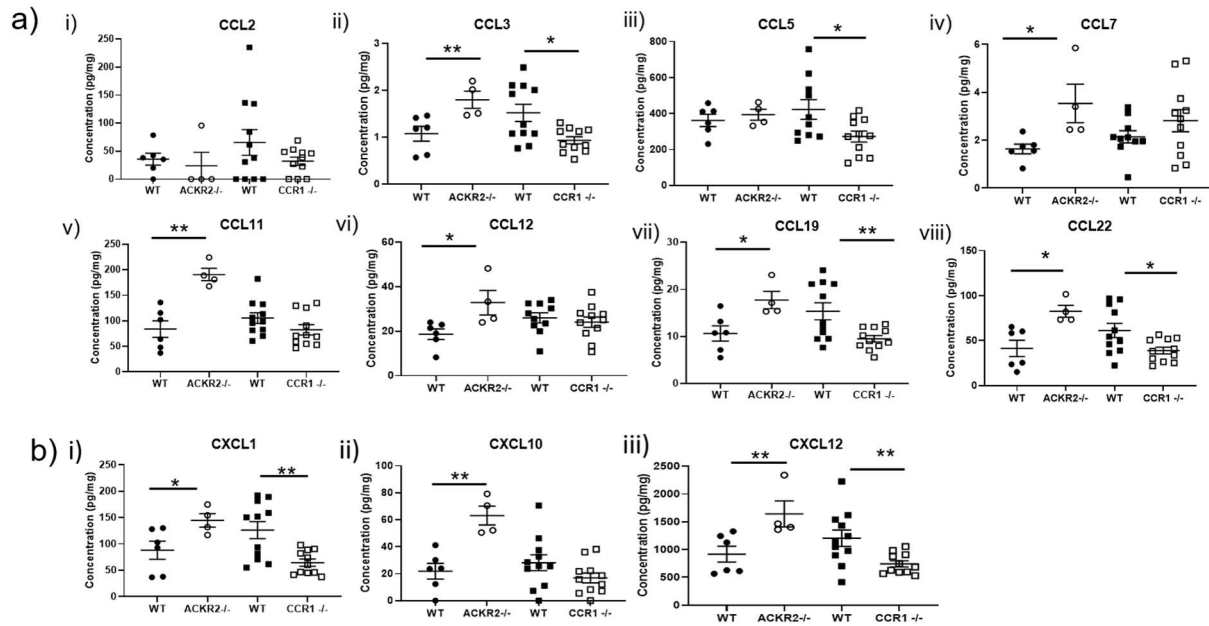 a)
i) CCL2
Concentration (pg/mg)
250
200
150
100
50
0
WT ACKR2-/- WT CCR1 -/-
ii) CCL3
Concentration (pg/mg)
3
2
1
0
** *
WT ACKR2-/- WT CCR1 -/-
iii) CCL5
Concentration (pg/mg)
800
600
400
200
0
*
WT ACKR2-/- WT CCR1 -/-
iv) CCL7
Concentration (pg/mg)
6
4
2
0
*
WT ACKR2-/- WT CCR1 -/-
v) CCL11
Concentration (pg/mg)
250
200
150
100
50
0
**
WT ACKR2-/- WT CCR1 -/-
vi) CCL12
Concentration (pg/mg)
60
40
20
0
*
WT ACKR2-/- WT CCR1 -/-
vii) CCL19
Concentration (pg/mg)
30
20
10
0
* **
WT ACKR2-/- WT CCR1 -/-
viii) CCL22
Concentration (pg/mg)
150
100
50
0
* *
WT ACKR2-/- WT CCR1 -/-
b)
i) CXCL1
Concentration (pg/mg)
250
200
150
100
50
0
* **
WT ACKR2-/- WT CCR1 -/-
ii) CXCL10
Concentration (pg/mg)
100
80
60
40
20
0
**
WT ACKR2-/- WT CCR1 -/-
iii) CXCL12
Concentration (pg/mg)
2500
2000
1500
1000
500
0
** **
WT ACKR2-/- WT CCR1 -/-